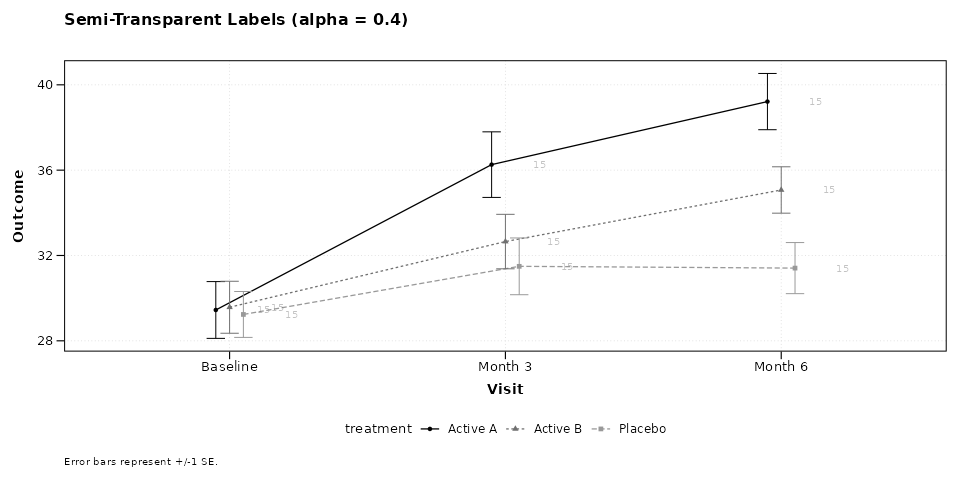 Semi-Transparent Labels (alpha = 0.4)
40
36
32
28
Outcome
15
15
15
15
15
15
15
15
15
Baseline
Month 3
Month 6
Visit
treatment Active A Active B Placebo
Error bars represent +/-1 SE.